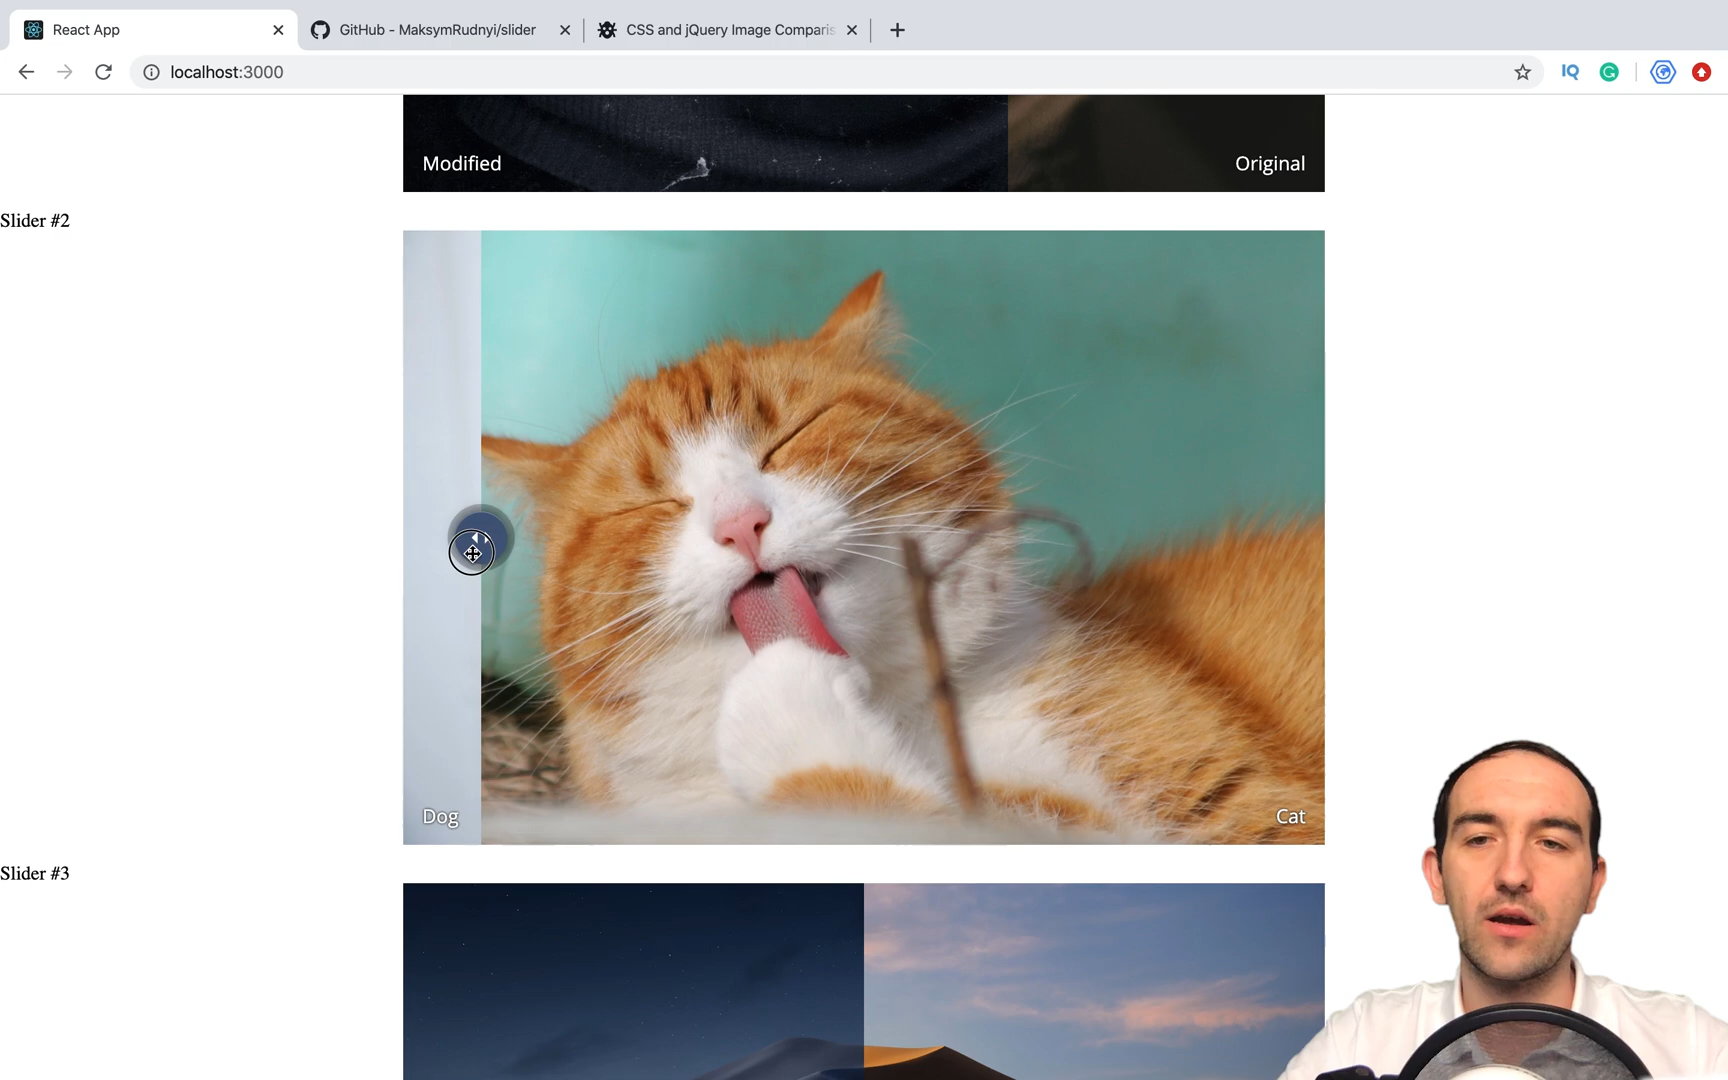 React App
GitHub - MaksymRudnyi/slider
CSS and jQuery Image Comparis
localhost:3000
IQ
Modified
Original
Slider #2
Dog
Cat
Slider #3